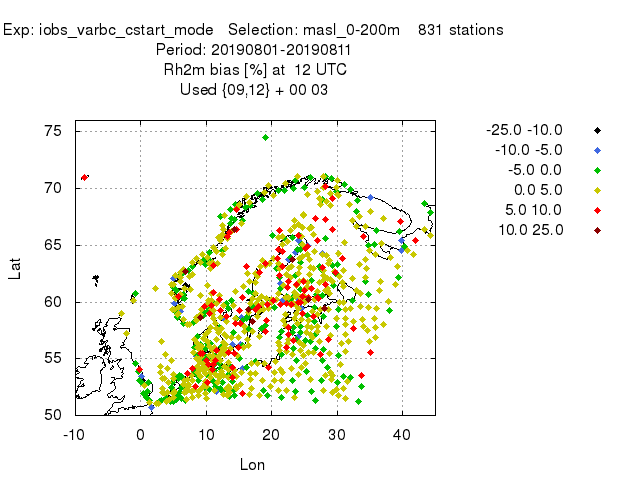 Exp: iobs_varbc_cstart_mode   Selection: masl_0-200m    831 stations
Period: 20190801-20190811
Rh2m bias [%] at  12 UTC
Used {09,12} + 00 03
-25.0 -10.0
-10.0 -5.0
-5.0 0.0
0.0 5.0
5.0 10.0
10.0 25.0
75
70
65
60
55
50
Lat
-10 0 10 20 30 40
Lon